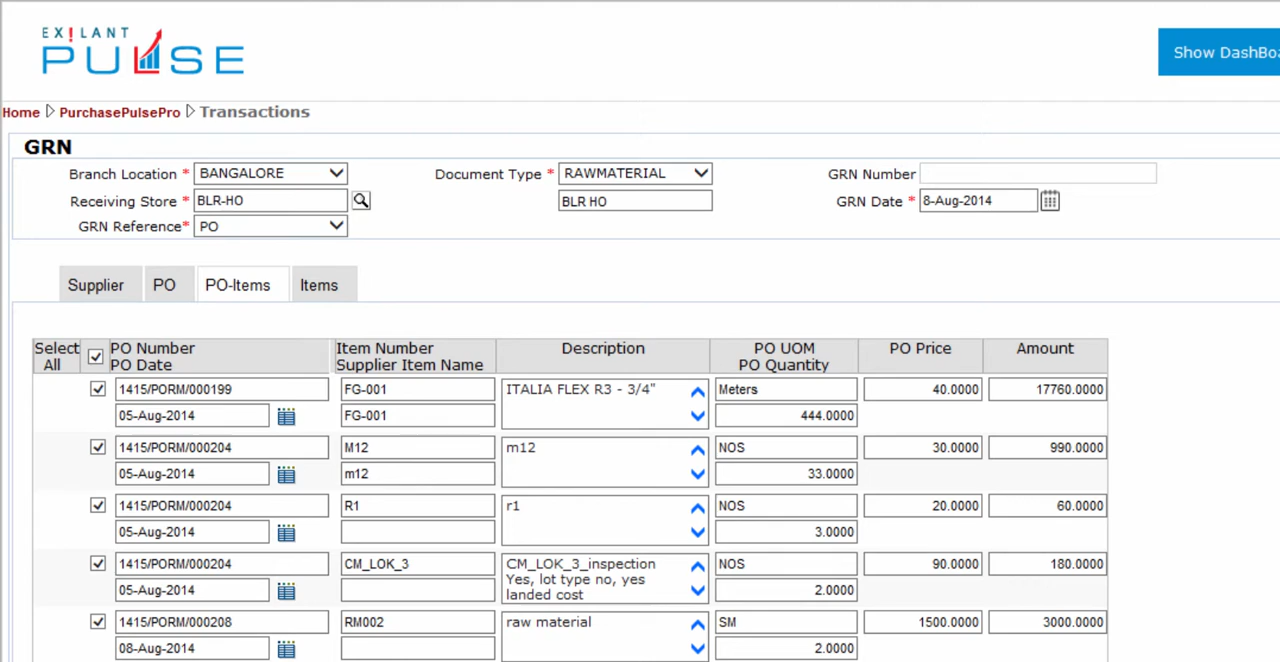 EX!LANT
PULSE
Show DashBoa
Home PurchasePulsePro Transactions
GRN
Branch Location * BANGALORE Document Type * RAWMATERIAL GRN Number
Receiving Store * BLR-HO BLR HO GRN Date * 8-Aug-2014
GRN Reference* PO
Supplier PO PO-Items Items
Select All PO Number PO Date Item Number Supplier Item Name Description PO UOM PO Quantity PO Price Amount
1415/PORM/000199 FG-001 ITALIA FLEX R3 - 3/4" Meters 40.0000 17760.0000
05-Aug-2014 FG-001 444.0000
1415/PORM/000204 M12 m12 NOS 30.0000 990.0000
05-Aug-2014 m12 33.0000
1415/PORM/000204 R1 r1 NOS 20.0000 60.0000
05-Aug-2014 3.0000
1415/PORM/000204 CM_LOK_3 CM_LOK_3_inspection NOS 90.0000 180.0000
Yes, lot type no, yes
05-Aug-2014 landed cost 2.0000
1415/PORM/000208 RM002 raw material SM 1500.0000 3000.0000
08-Aug-2014 2.0000